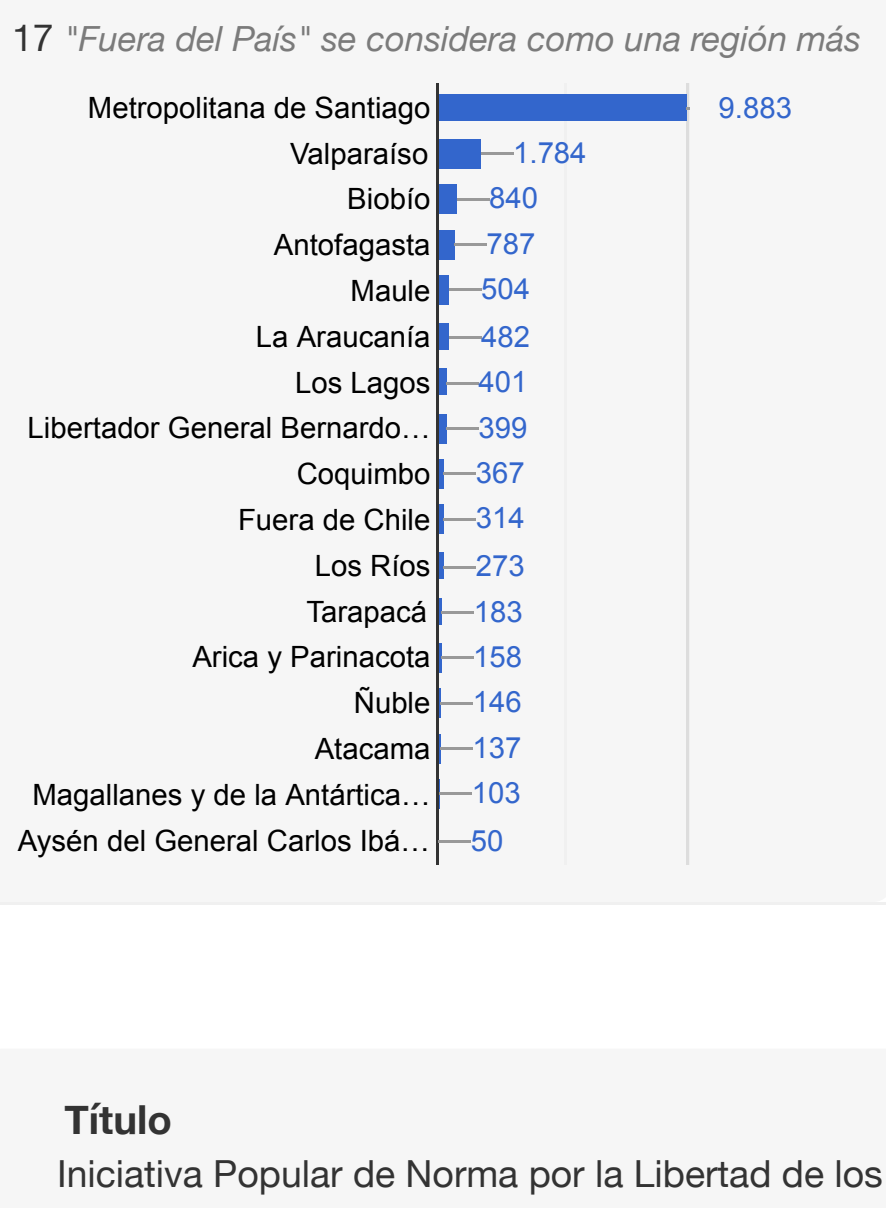 17 "Fuera del País" se considera como una región más
Metropolitana de Santiago 9.883
Valparaíso 1.784
Biobío 840
Antofagasta 787
Maule 504
La Araucanía 482
Los Lagos 401
Libertador General Bernardo… 399
Coquimbo 367
Fuera de Chile 314
Los Ríos 273
Tarapacá 183
Arica y Parinacota 158
Ñuble 146
Atacama 137
Magallanes y de la Antártica… 103
Aysén del General Carlos Ibá… 50
Título
Iniciativa Popular de Norma por la Libertad de los